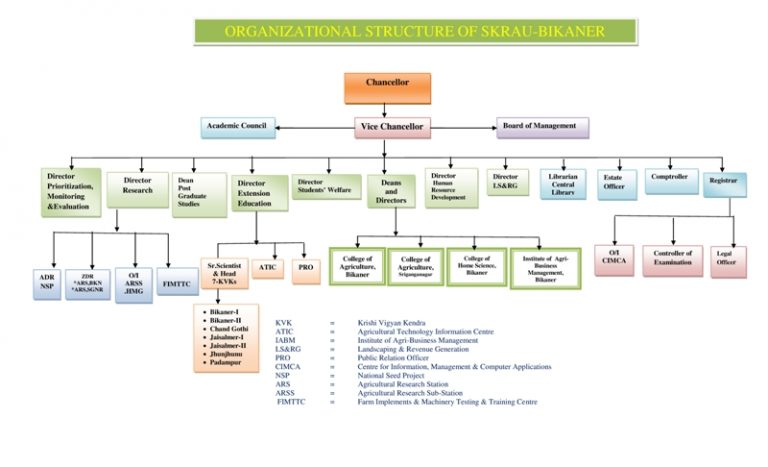 ORGANIZATIONAL STRUCTURE OF SKRAU-BIKANER
Chancellor
Academic Council
Vice Chancellor
Board of Management
Director
Prioritization,
Monitoring
&Evaluation
Director
Research
Dean
Post
Graduate
Studies
Director
Extension
Education
Director
Students' Welfare
Deans
and
Directors
Director
Human
Resource
Development
Director
LS&RG
Librarian
Central
Library
Estate
Officer
Comptroller
Registrar
ADR
NSP
ZDR
*ARS,BKN
*ARS,SGNR
O/I
ARSS
.HMG
FIMTTC
Sr.Scientist
& Head
7-KVKs
ATIC
PRO
College of
Agriculture,
Bikaner
College of
Agriculture,
Sriganganagar
College of
Home Science,
Bikaner
Institute of Agri-
Business
Management,
Bikaner
O/I
CIMCA
Controller of
Examination
Legal
Officer
• Bikaner-I
• Bikaner-II
• Chand Gothi
• Jaisalmer-I
• Jaisalmer-II
• Jhunjhunu
• Padampur
KVK = Krishi Vigyan Kendra
ATIC = Agricultural Technology Information Centre
IABM = Institute of Agri-Business Management
LS&RG = Landscaping & Revenue Generation
PRO = Public Relation Officer
CIMCA = Centre for Information, Management & Computer Applications
NSP = National Seed Project
ARS = Agricultural Research Station
ARSS = Agricultural Research Sub-Station
FIMTTC = Farm Implements & Machinery Testing & Training Centre